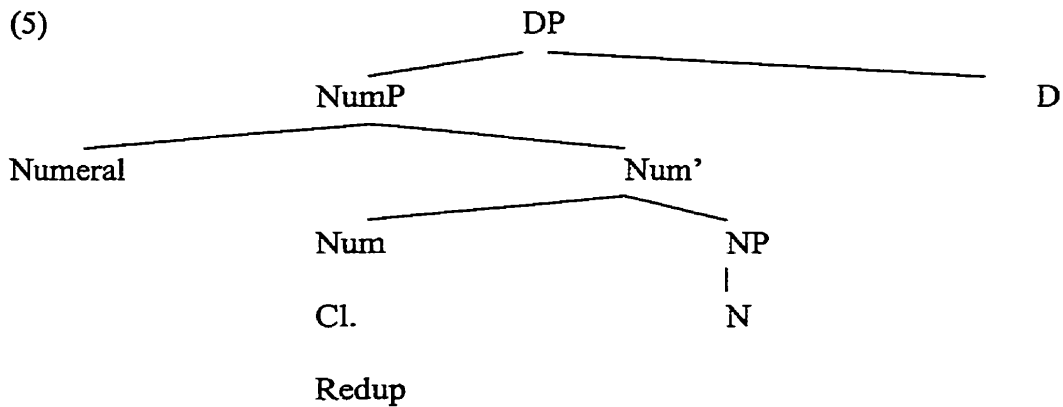 (5) DP
NumP D
Numeral Num’
Num NP
Cl. N
Redup